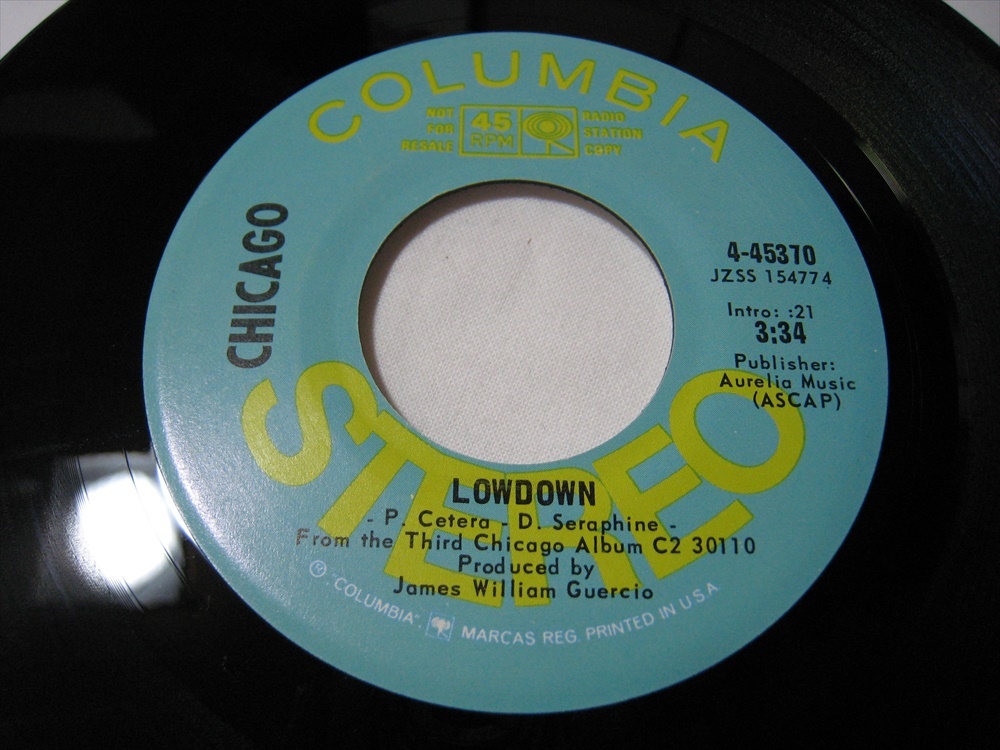 COLUMBIA
NOT
FOR
RESALE
45
RPM
RADIO
STATION
COPY
CHICAGO
4-45370
JZSS 154774
Intro: :21
3:34
Publisher:
Aurelia Music
(ASCAP)
STEREO
LOWDOWN
- P. Cetera - D. Seraphine -
From the Third Chicago Album C2 30110
Produced by
James William Guercio
℗ "COLUMBIA", MARCAS REG. PRINTED IN U.S.A